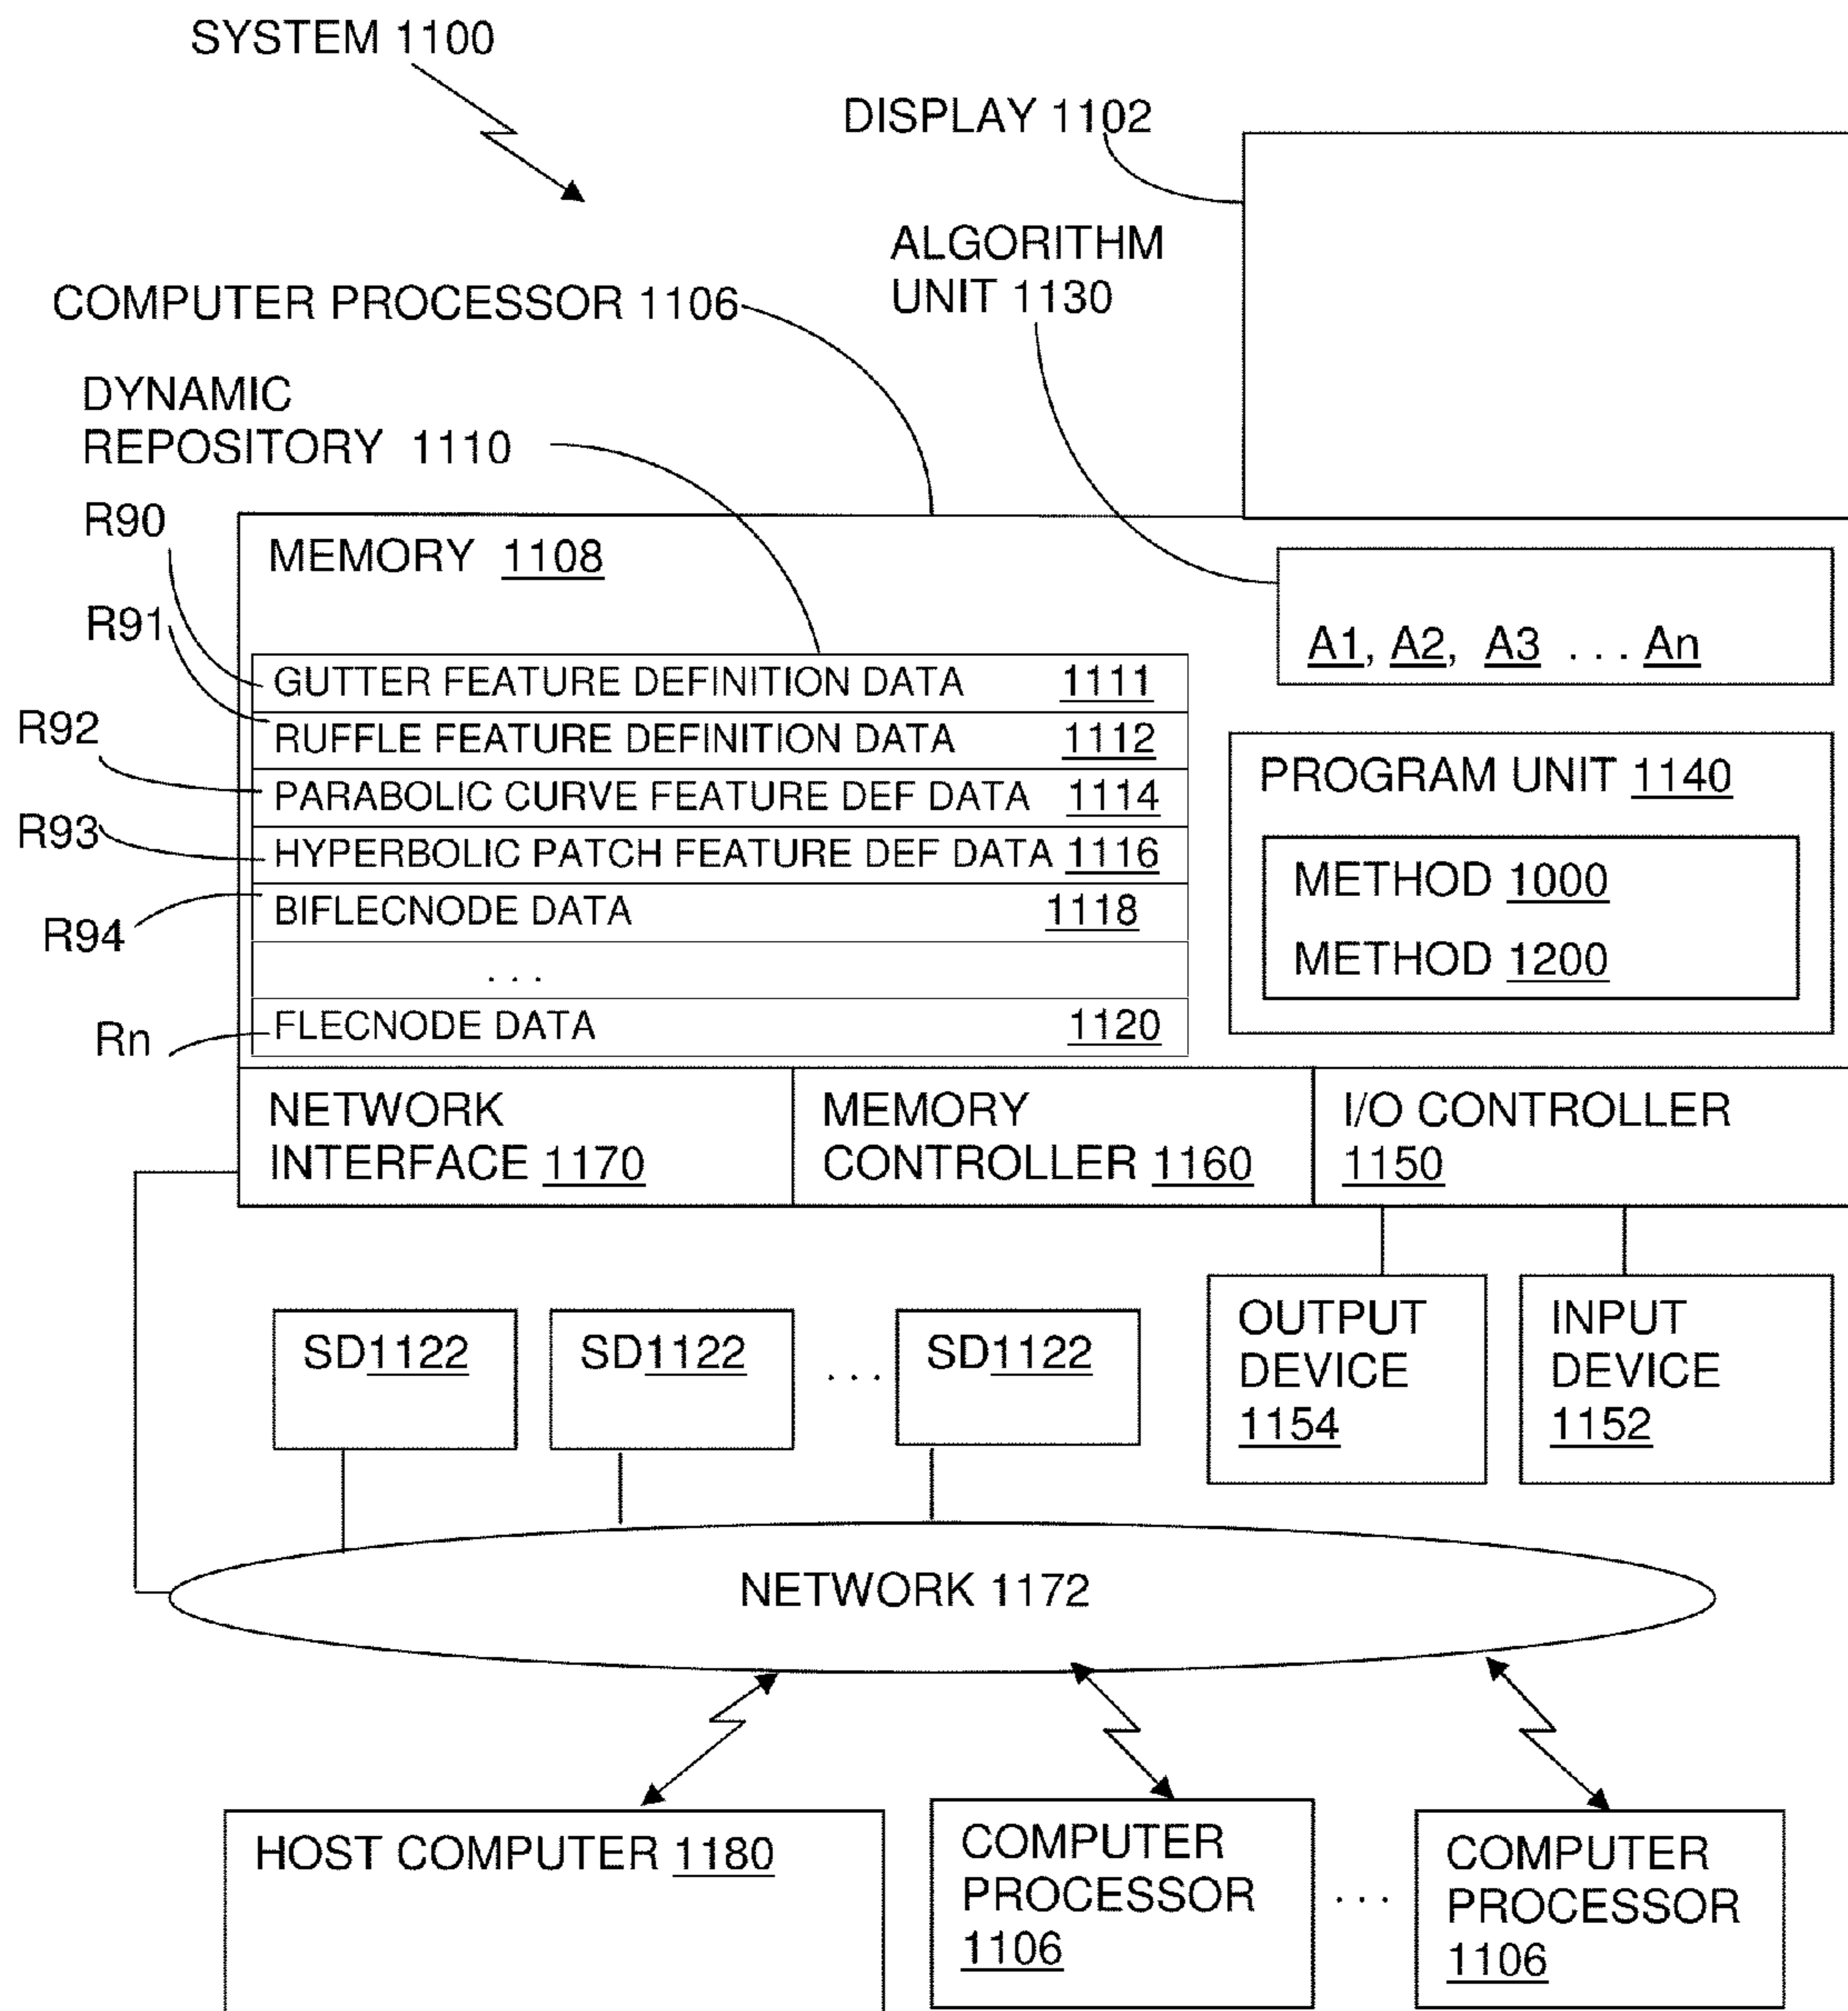 SYSTEM 1100
DISPLAY 1102
ALGORITHM
UNIT 1130
COMPUTER PROCESSOR 1106
DYNAMIC
REPOSITORY 1110
R90
R91
R92
R93
R94
Rn
MEMORY 1108
GUTTER FEATURE DEFINITION DATA 1111
RUFFLE FEATURE DEFINITION DATA 1112
PARABOLIC CURVE FEATURE DEF DATA 1114
HYPERBOLIC PATCH FEATURE DEF DATA 1116
BIFLECNODE DATA 1118
. . .
FLECNODE DATA 1120
A1, A2, A3 . . . An
PROGRAM UNIT 1140
METHOD 1000
METHOD 1200
NETWORK
INTERFACE 1170
MEMORY
CONTROLLER 1160
I/O CONTROLLER
1150
SD1122
SD1122
. . .
SD1122
OUTPUT
DEVICE
1154
INPUT
DEVICE
1152
NETWORK 1172
HOST COMPUTER 1180
COMPUTER
PROCESSOR
1106
. . .
COMPUTER
PROCESSOR
1106